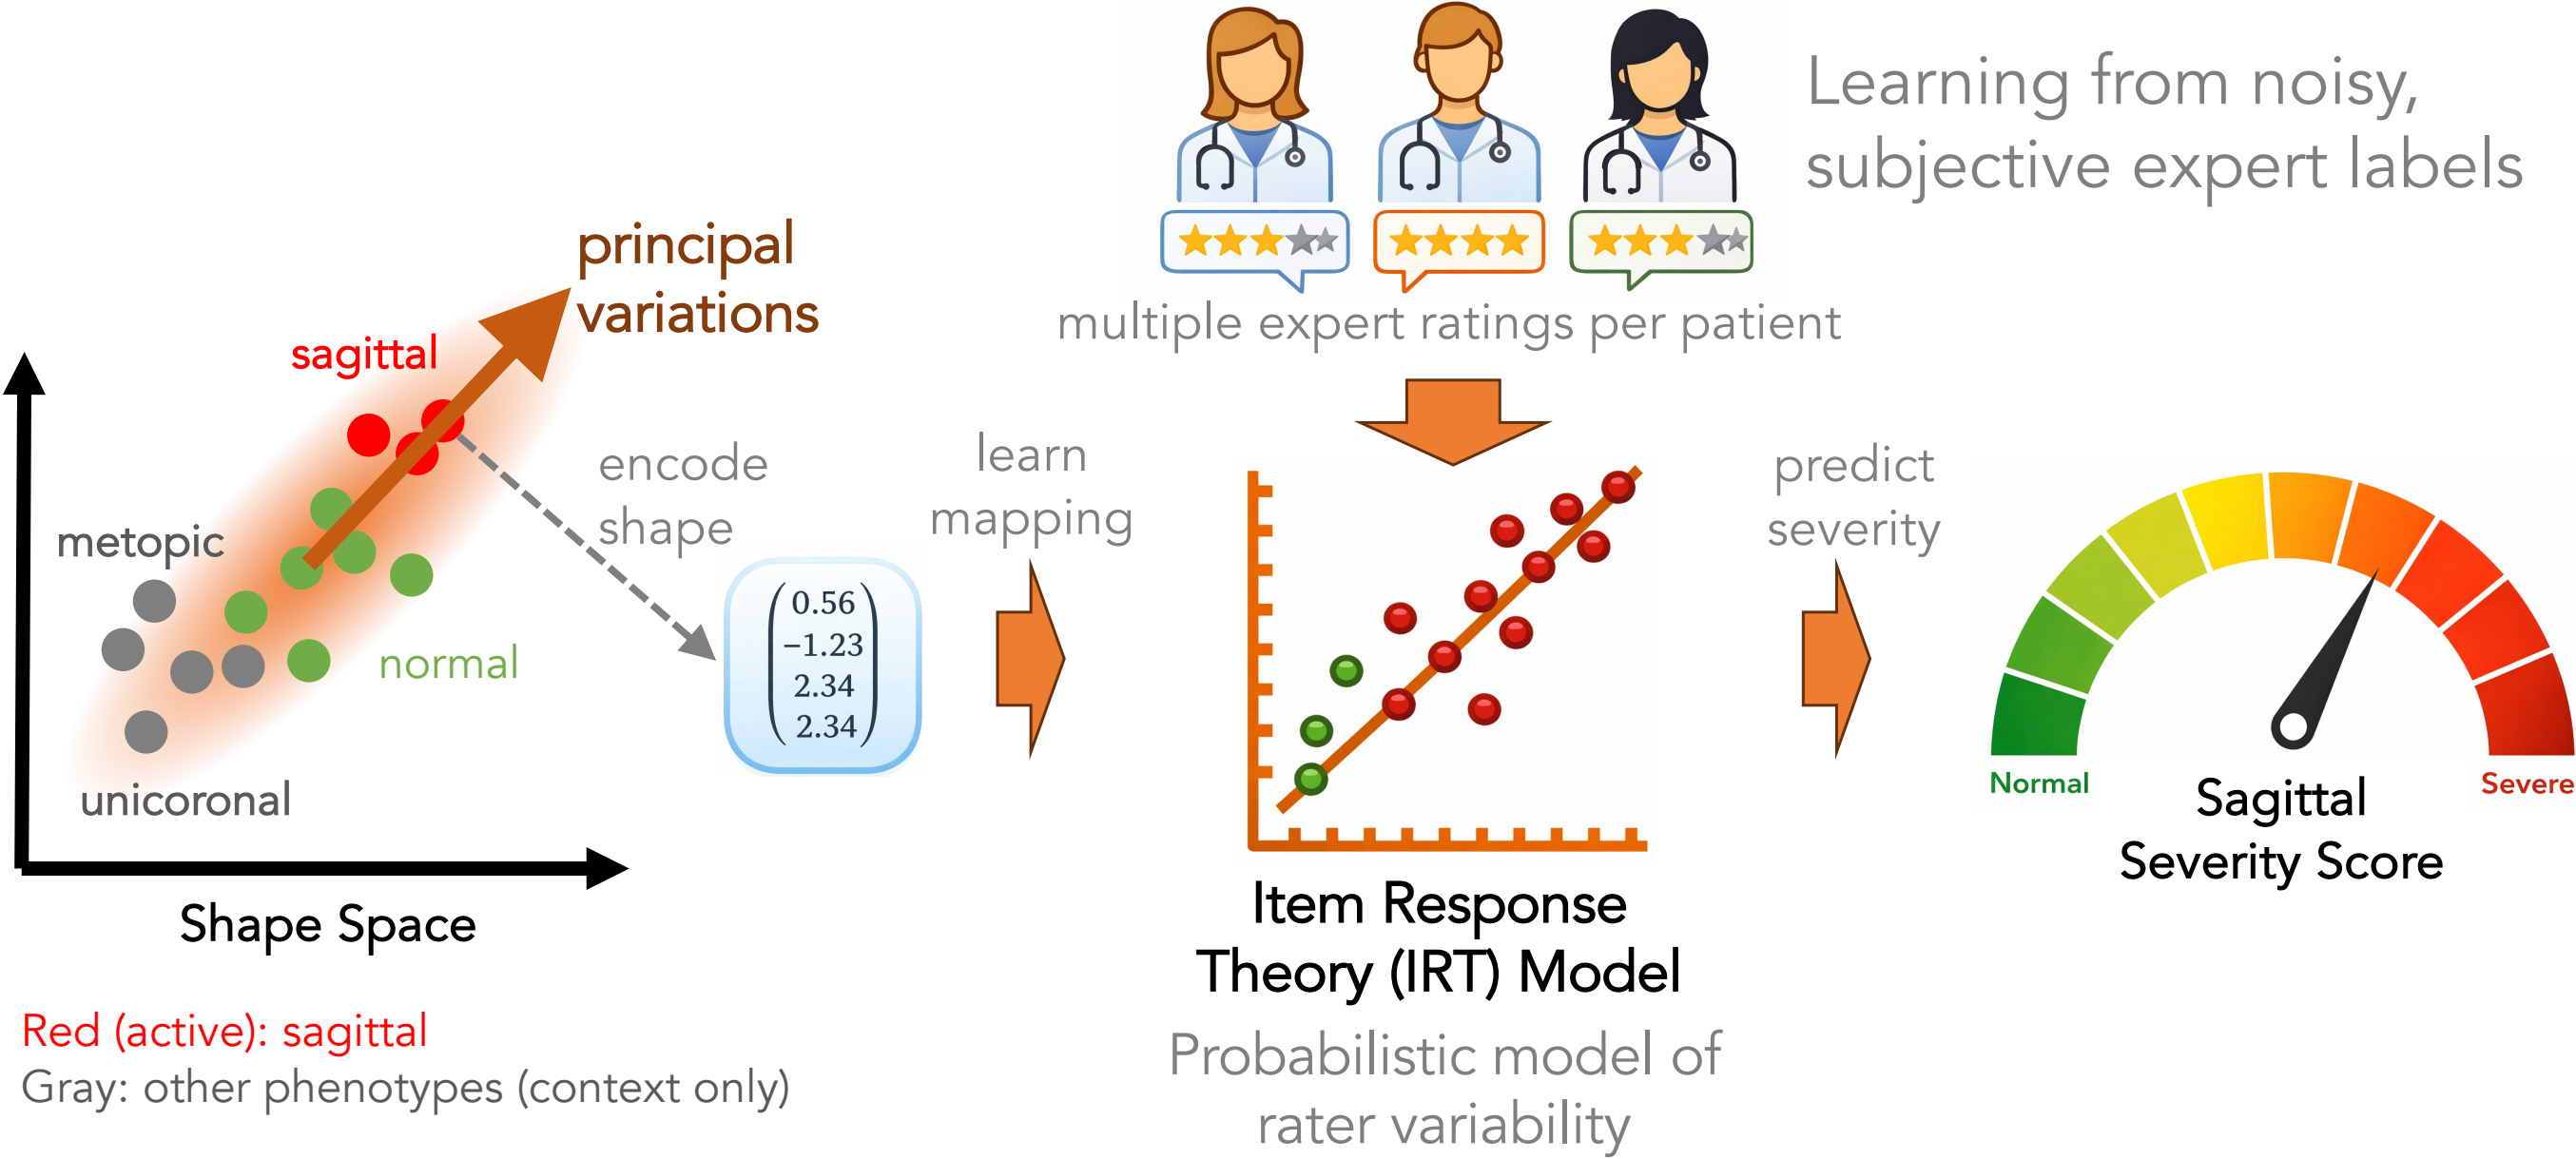 Learning from noisy,
subjective expert labels
multiple expert ratings per patient
principal
variations
sagittal
metopic
normal
unicoronal
Shape Space
Red (active): sagittal
Gray: other phenotypes (context only)
encode
shape
0.56
−1.23
2.34
2.34
learn
mapping
Item Response
Theory (IRT) Model
Probabilistic model of
rater variability
predict
severity
Normal
Severe
Sagittal
Severity Score